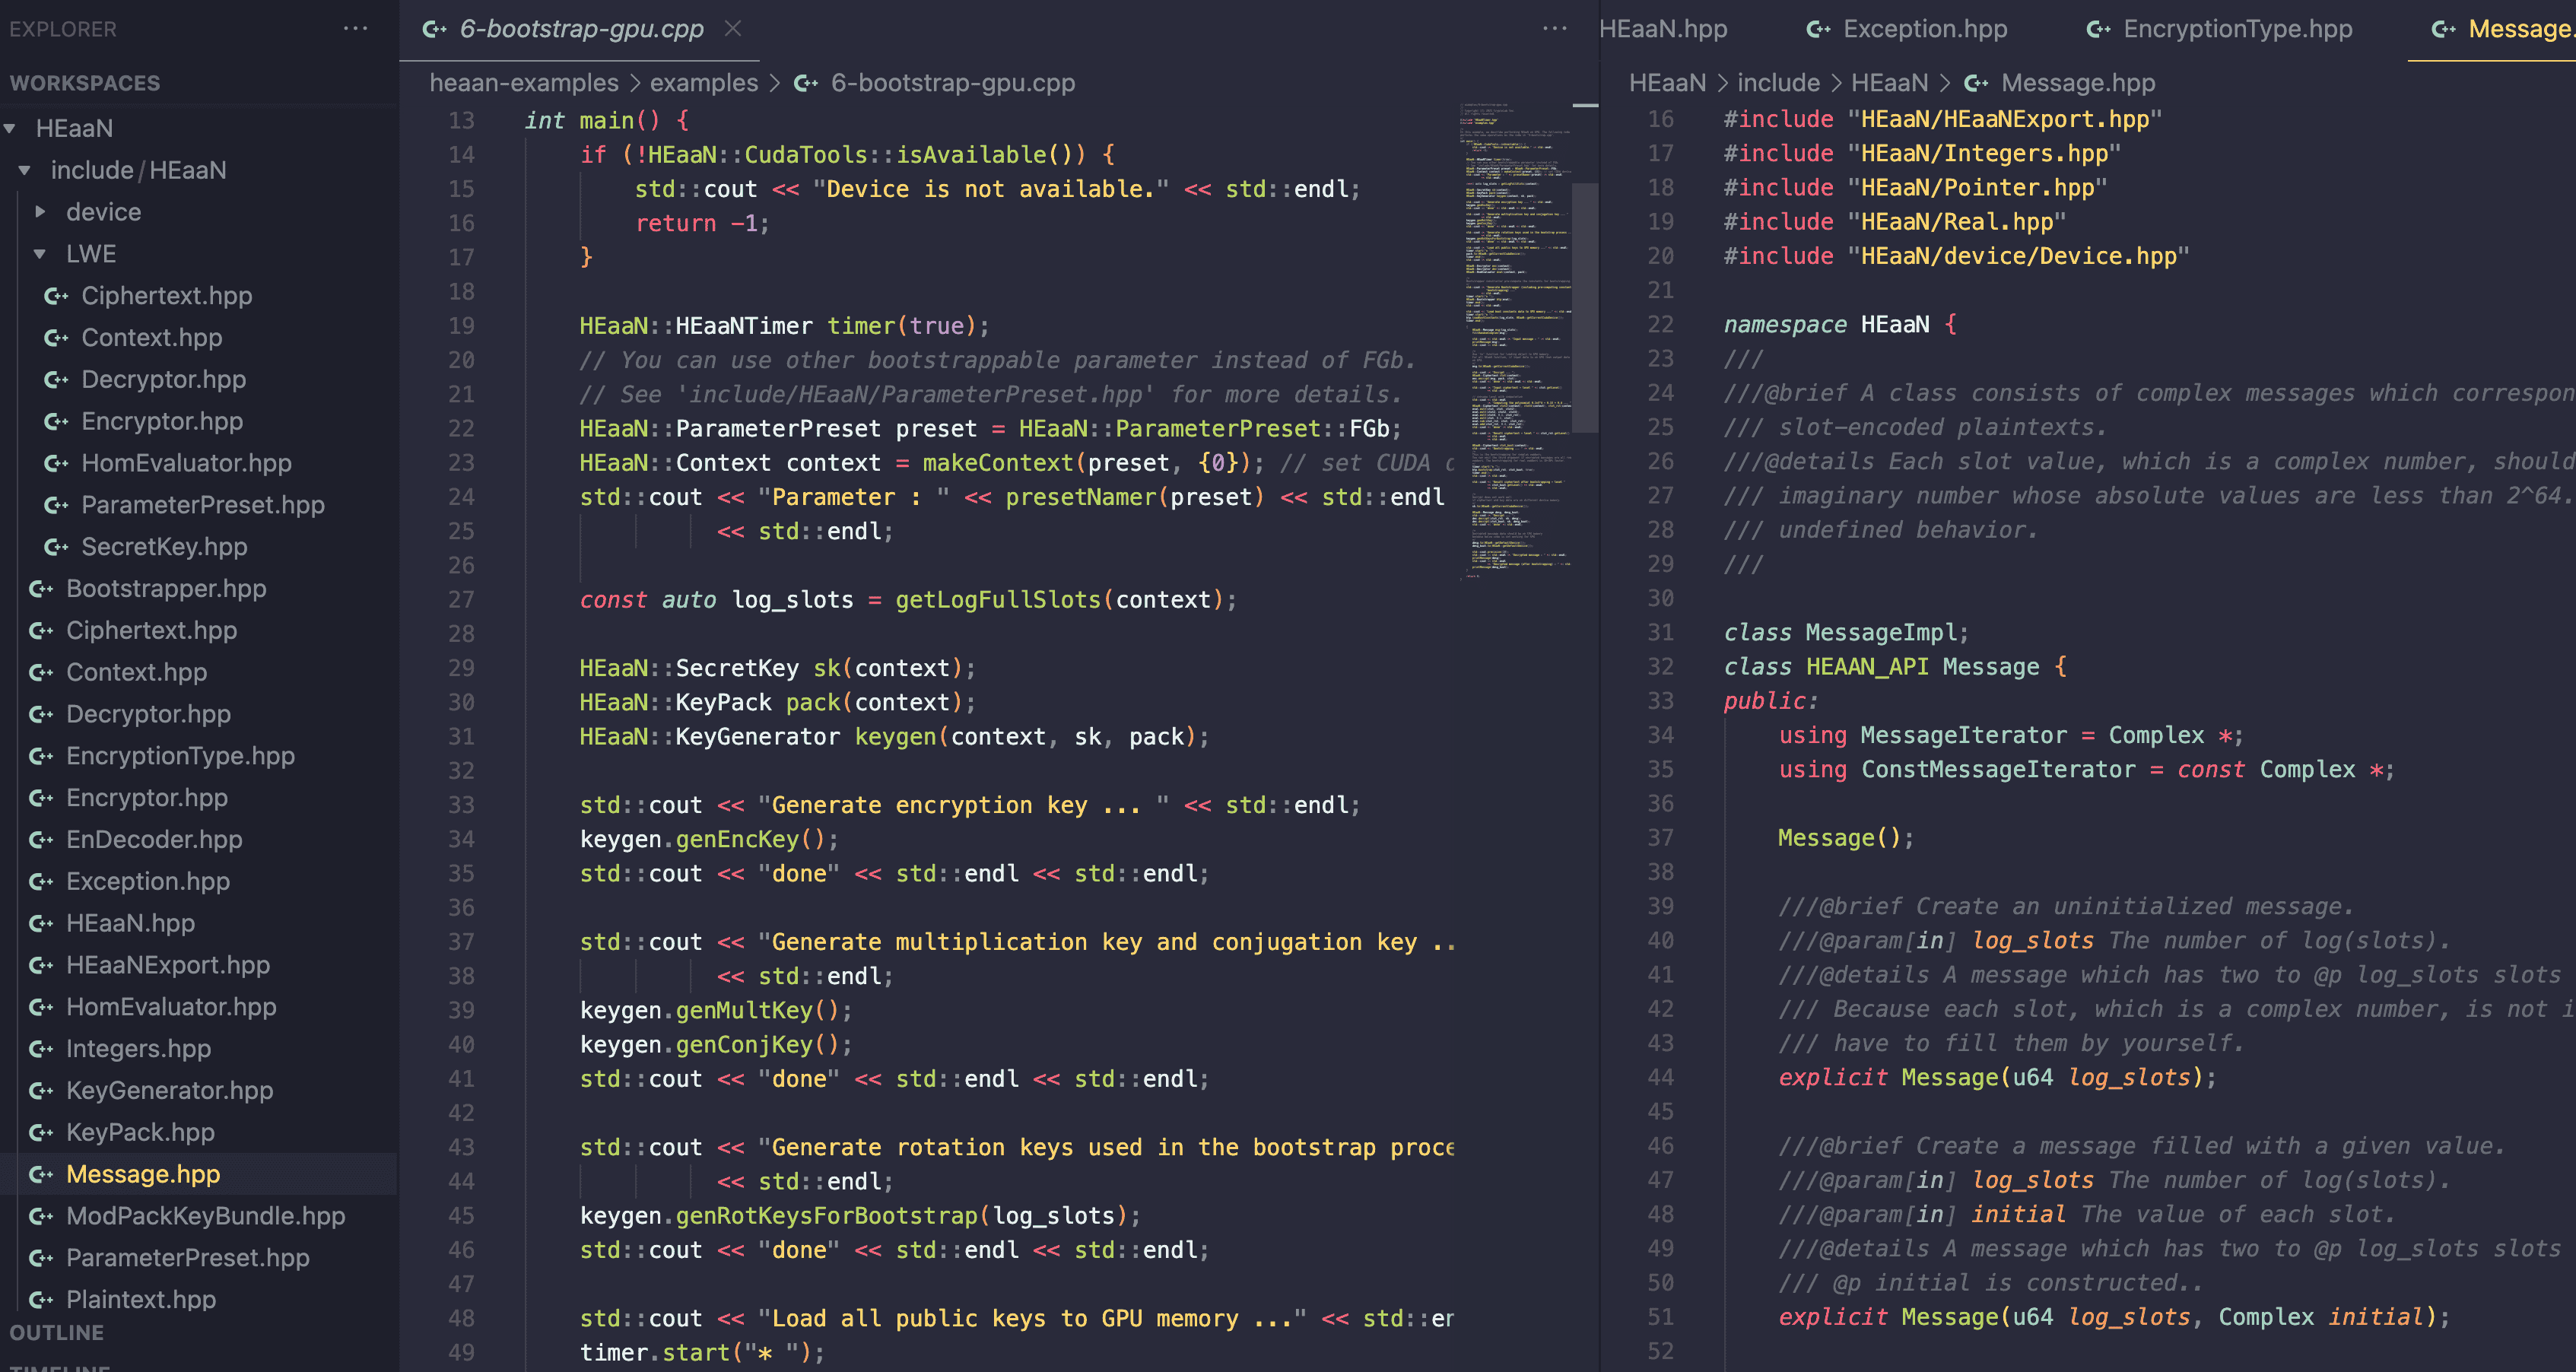 EXPLORER
WORKSPACES
HEaaN
include/HEaaN
device
LWE
Ciphertext.hpp
Context.hpp
Decryptor.hpp
Encryptor.hpp
HomEvaluator.hpp
ParameterPreset.hpp
SecretKey.hpp
Bootstrapper.hpp
Ciphertext.hpp
Context.hpp
Decryptor.hpp
EncryptionType.hpp
Encryptor.hpp
EnDecoder.hpp
Exception.hpp
HEaaN.hpp
HEaaNExport.hpp
HomEvaluator.hpp
Integers.hpp
KeyGenerator.hpp
KeyPack.hpp
Message.hpp
ModPackKeyBundle.hpp
ParameterPreset.hpp
Plaintext.hpp
OUTLINE
TIMELINE
6-bootstrap-gpu.cpp
heaan-examples > examples > 6-bootstrap-gpu.cpp
13 int main() {
14 if (!HEaaN::CudaTools::isAvailable()) {
15 std::cout << "Device is not available." << std::endl;
16 return -1;
17 }
18
19 HEaaN::HEaaNTimer timer(true);
20 // You can use other bootstrappable parameter instead of FGb.
21 // See 'include/HEaaN/ParameterPreset.hpp' for more details.
22 HEaaN::ParameterPreset preset = HEaaN::ParameterPreset::FGb;
23 HEaaN::Context context = makeContext(preset, {0}); // set CUDA
24 std::cout << "Parameter : " << presetNamer(preset) << std::endl
25 << std::endl;
26
27 const auto log_slots = getLogFullSlots(context);
28
29 HEaaN::SecretKey sk(context);
30 HEaaN::KeyPack pack(context);
31 HEaaN::KeyGenerator keygen(context, sk, pack);
32
33 std::cout << "Generate encryption key ... " << std::endl;
34 keygen.genEncKey();
35 std::cout << "done" << std::endl << std::endl;
36
37 std::cout << "Generate multiplication key and conjugation key ..
38 << std::endl;
39 keygen.genMultKey();
40 keygen.genConjKey();
41 std::cout << "done" << std::endl << std::endl;
42
43 std::cout << "Generate rotation keys used in the bootstrap proce
44 << std::endl;
45 keygen.genRotKeysForBootstrap(log_slots);
46 std::cout << "done" << std::endl << std::endl;
47
48 std::cout << "Load all public keys to GPU memory ..." << std::en
49 timer.start("* ");
HEaaN.hpp Exception.hpp EncryptionType.hpp Message.
HEaaN > include > HEaaN > Message.hpp
16 #include "HEaaN/HEaaNExport.hpp"
17 #include "HEaaN/Integers.hpp"
18 #include "HEaaN/Pointer.hpp"
19 #include "HEaaN/Real.hpp"
20 #include "HEaaN/device/Device.hpp"
21
22 namespace HEaaN {
23 ///
24 ///@brief A class consists of complex messages which correspon
25 /// slot-encoded plaintexts.
26 ///@details Each slot value, which is a complex number, should
27 /// imaginary number whose absolute values are less than 2^64.
28 /// undefined behavior.
29 ///
30
31 class MessageImpl;
32 class HEAAN_API Message {
33 public:
34 using MessageIterator = Complex *;
35 using ConstMessageIterator = const Complex *;
36
37 Message();
38
39 ///@brief Create an uninitialized message.
40 ///@param[in] log_slots The number of log(slots).
41 ///@details A message which has two to @p log_slots slots
42 /// Because each slot, which is a complex number, is not i
43 /// have to fill them by yourself.
44 explicit Message(u64 log_slots);
45
46 ///@brief Create a message filled with a given value.
47 ///@param[in] log_slots The number of log(slots).
48 ///@param[in] initial The value of each slot.
49 ///@details A message which has two to @p log_slots slots
50 /// @p initial is constructed..
51 explicit Message(u64 log_slots, Complex initial);
52